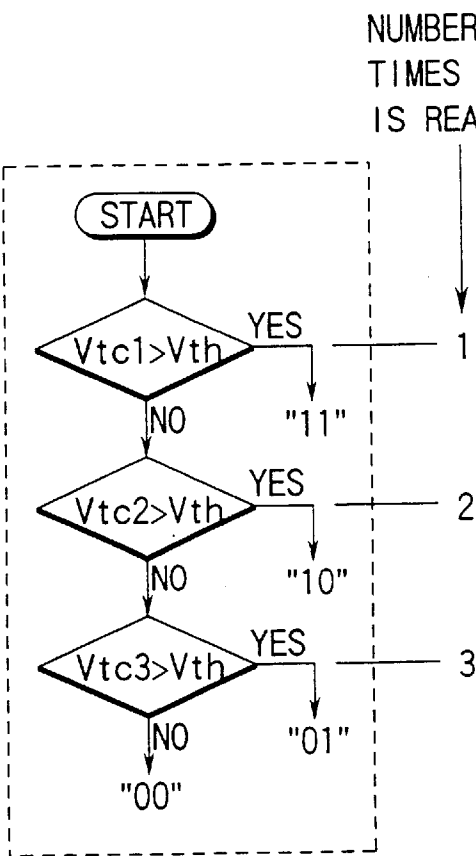 NUMBER
TIMES
IS REA
START
Vtc1>Vth
YES
1
"11"
NO
Vtc2>Vth
YES
2
"10"
NO
Vtc3>Vth
YES
3
"01"
NO
"00"